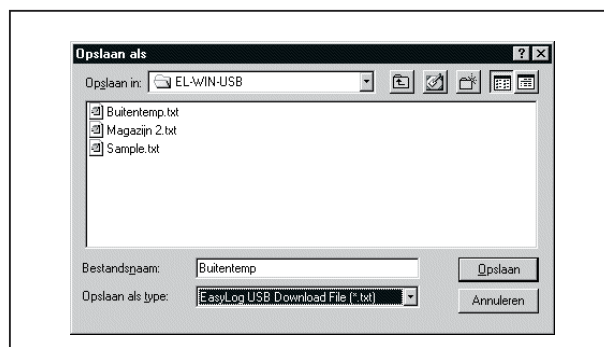 Opslaan als
Opslaan in: EL-WIN-USB
Buitentemp.txt
Magazijn 2.txt
Sample.txt
Bestandsnaam: Buitentemp Opslaan
Opslaan als type: EasyLog USB Download File (*.txt) Annuleren